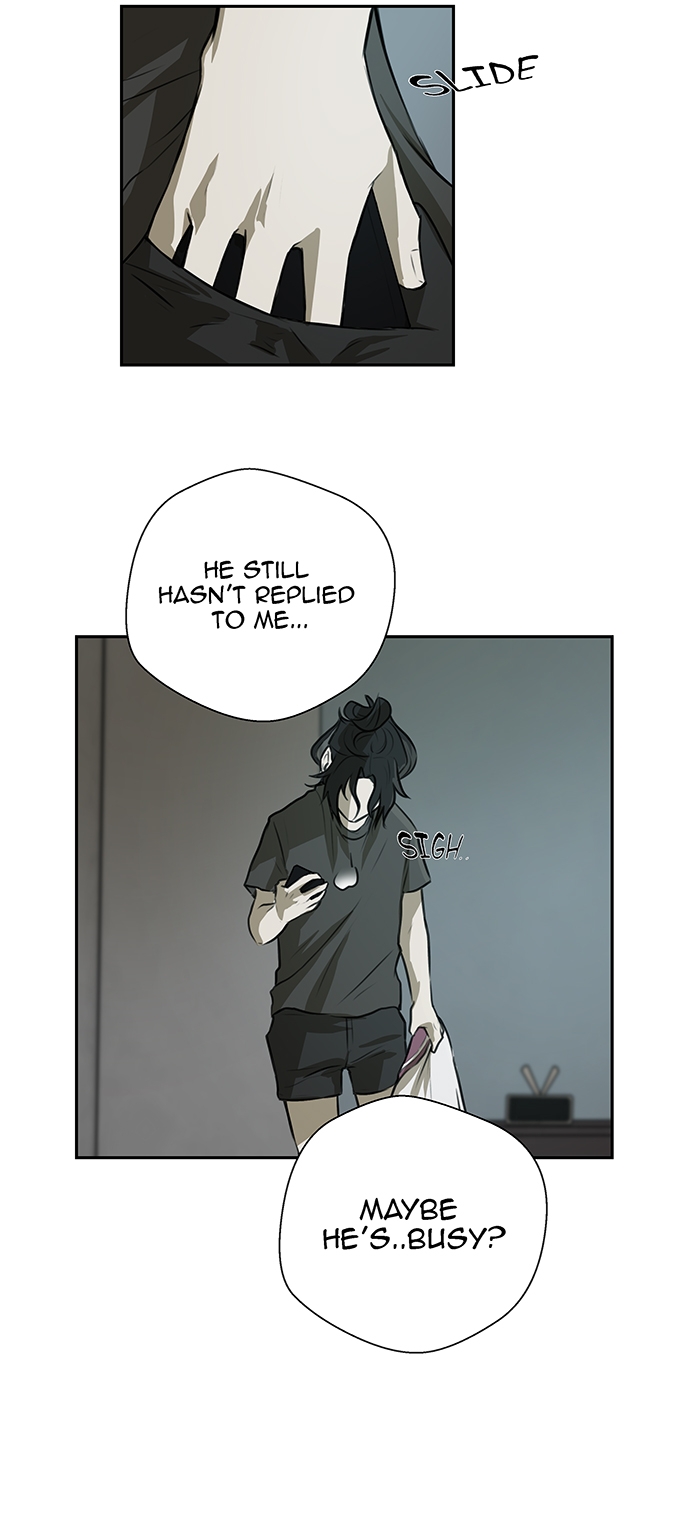 SLIDE
HE STILL
HASN'T REPLIED
TO ME...
SIGH..
MAYBE
HE'S..BUSY?